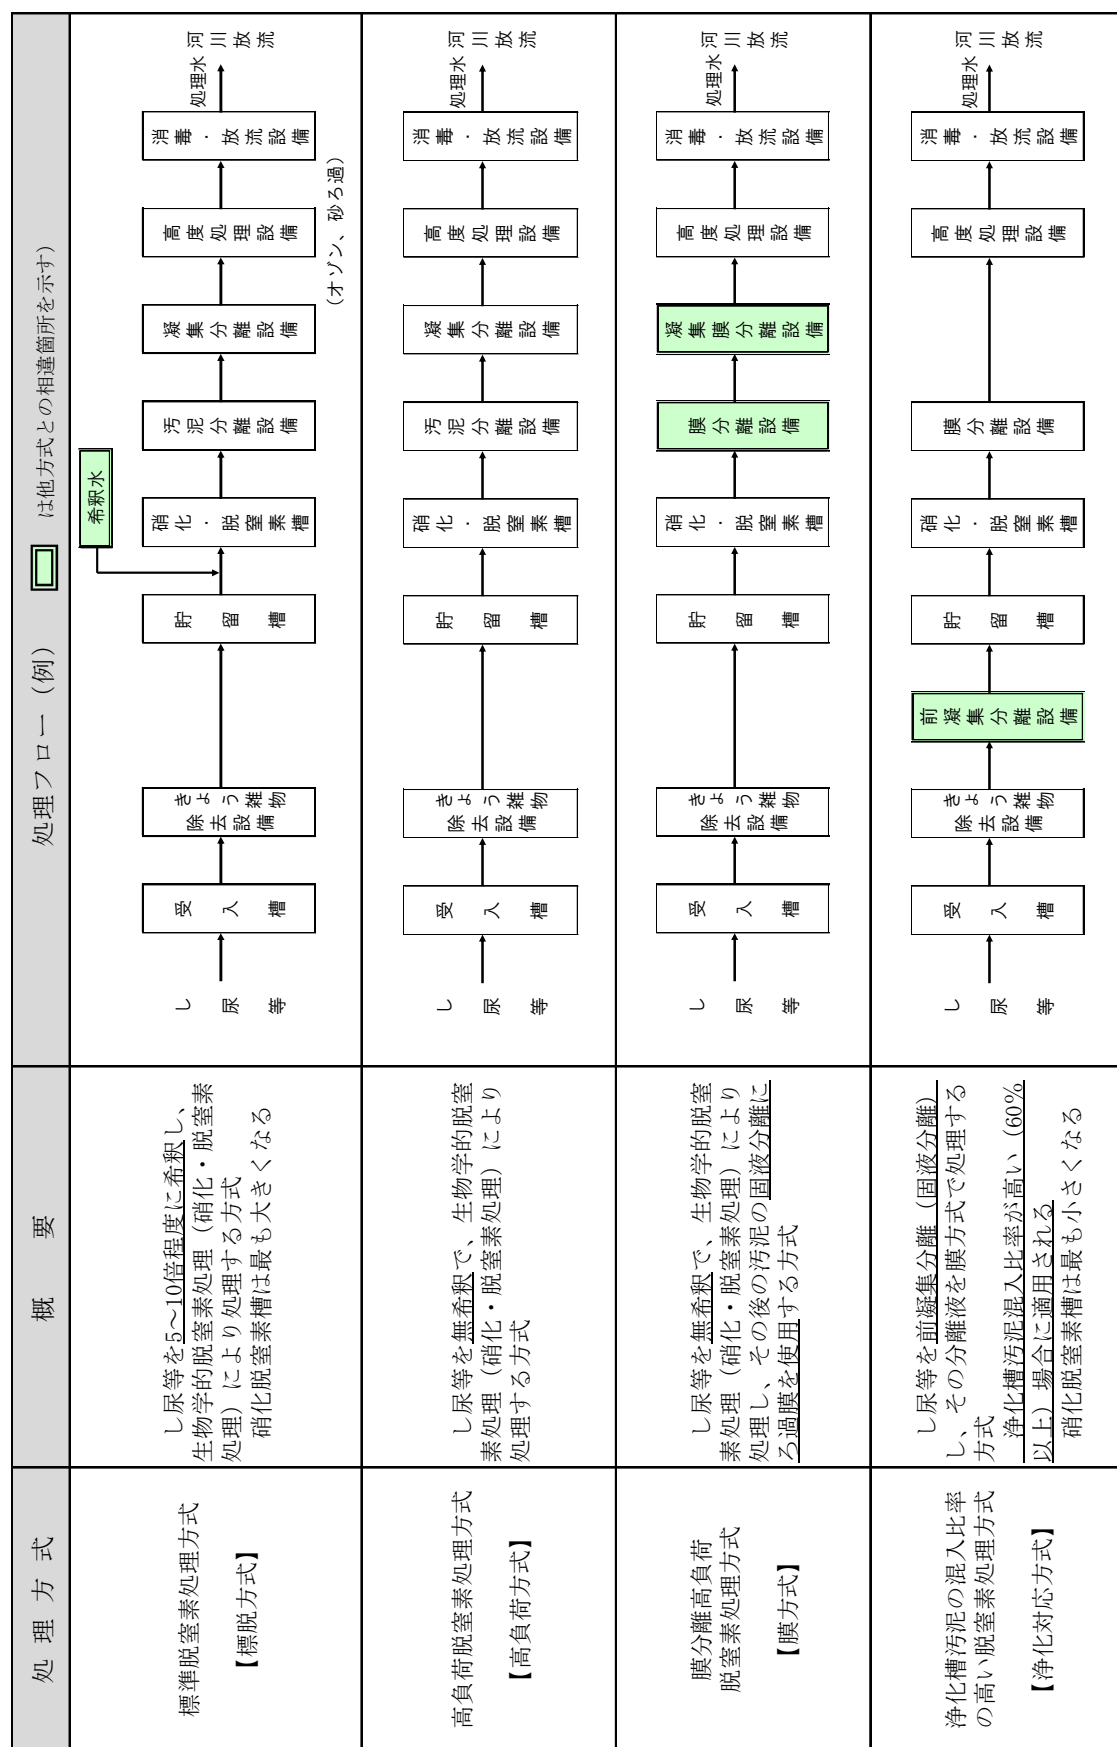 処理方式
概要
処理フロー（例）
は他方式との相違箇所を示す）
標準脱窒素処理方式
【標脱方式】
し尿等を5～10倍程度に希釈し、
生物学的脱窒素処理（硝化・脱窒素
処理）により処理する方式
硝化脱窒素槽は最も大きくなる
し尿等
受入槽
きょう雑物
除去設備
貯留槽
希釈水
硝化・脱窒素槽
汚泥分離設備
凝集分離設備
高度処理設備
（オゾン、砂ろ過）
消毒・放流設備
処理水
河川放流
高負荷脱窒素処理方式
【高負荷方式】
し尿等を無希釈で、生物学的脱窒
素処理（硝化・脱窒素処理）により
処理する方式
し尿等
受入槽
きょう雑物
除去設備
貯留槽
硝化・脱窒素槽
汚泥分離設備
凝集分離設備
高度処理設備
消毒・放流設備
処理水
河川放流
膜分離高負荷
脱窒素処理方式
【膜方式】
し尿等を無希釈で、生物学的脱窒
素処理（硝化・脱窒素処理）により
処理し、その後の汚泥の固液分離に
ろ過膜を使用する方式
し尿等
受入槽
きょう雑物
除去設備
貯留槽
硝化・脱窒素槽
膜分離設備
凝集膜分離設備
高度処理設備
消毒・放流設備
処理水
河川放流
浄化槽汚泥の混入比率
の高い脱窒素処理方式
【浄化対応方式】
し尿等を前凝集分離（固液分離）
し、その分離液を膜方式で処理する
方式
浄化槽汚泥混入比率が高い（60%
以上）場合に適用される
硝化脱窒素槽は最も小さくなる
し尿等
受入槽
きょう雑物
除去設備
前凝集分離設備
貯留槽
硝化・脱窒素槽
膜分離設備
高度処理設備
消毒・放流設備
処理水
河川放流